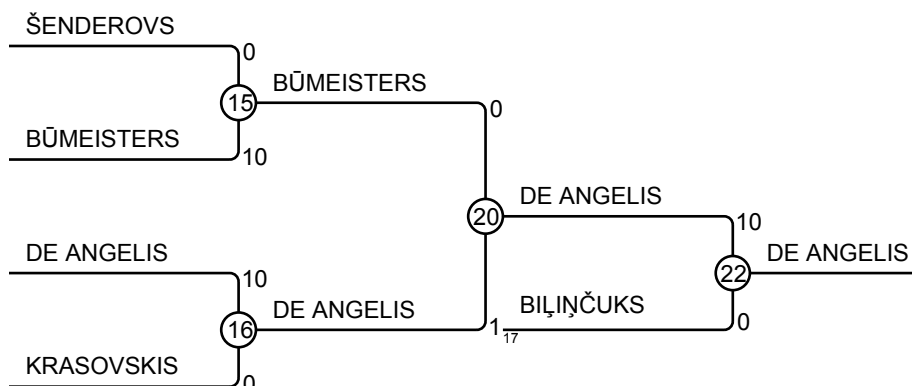 ŠENDEROVS
0
15
BŪMEISTERS
0
BŪMEISTERS
10
20
DE ANGELIS
10
DE ANGELIS
10
22
DE ANGELIS
16
DE ANGELIS
1
17
BIĻIŅČUKS
0
KRASOVSKIS
0